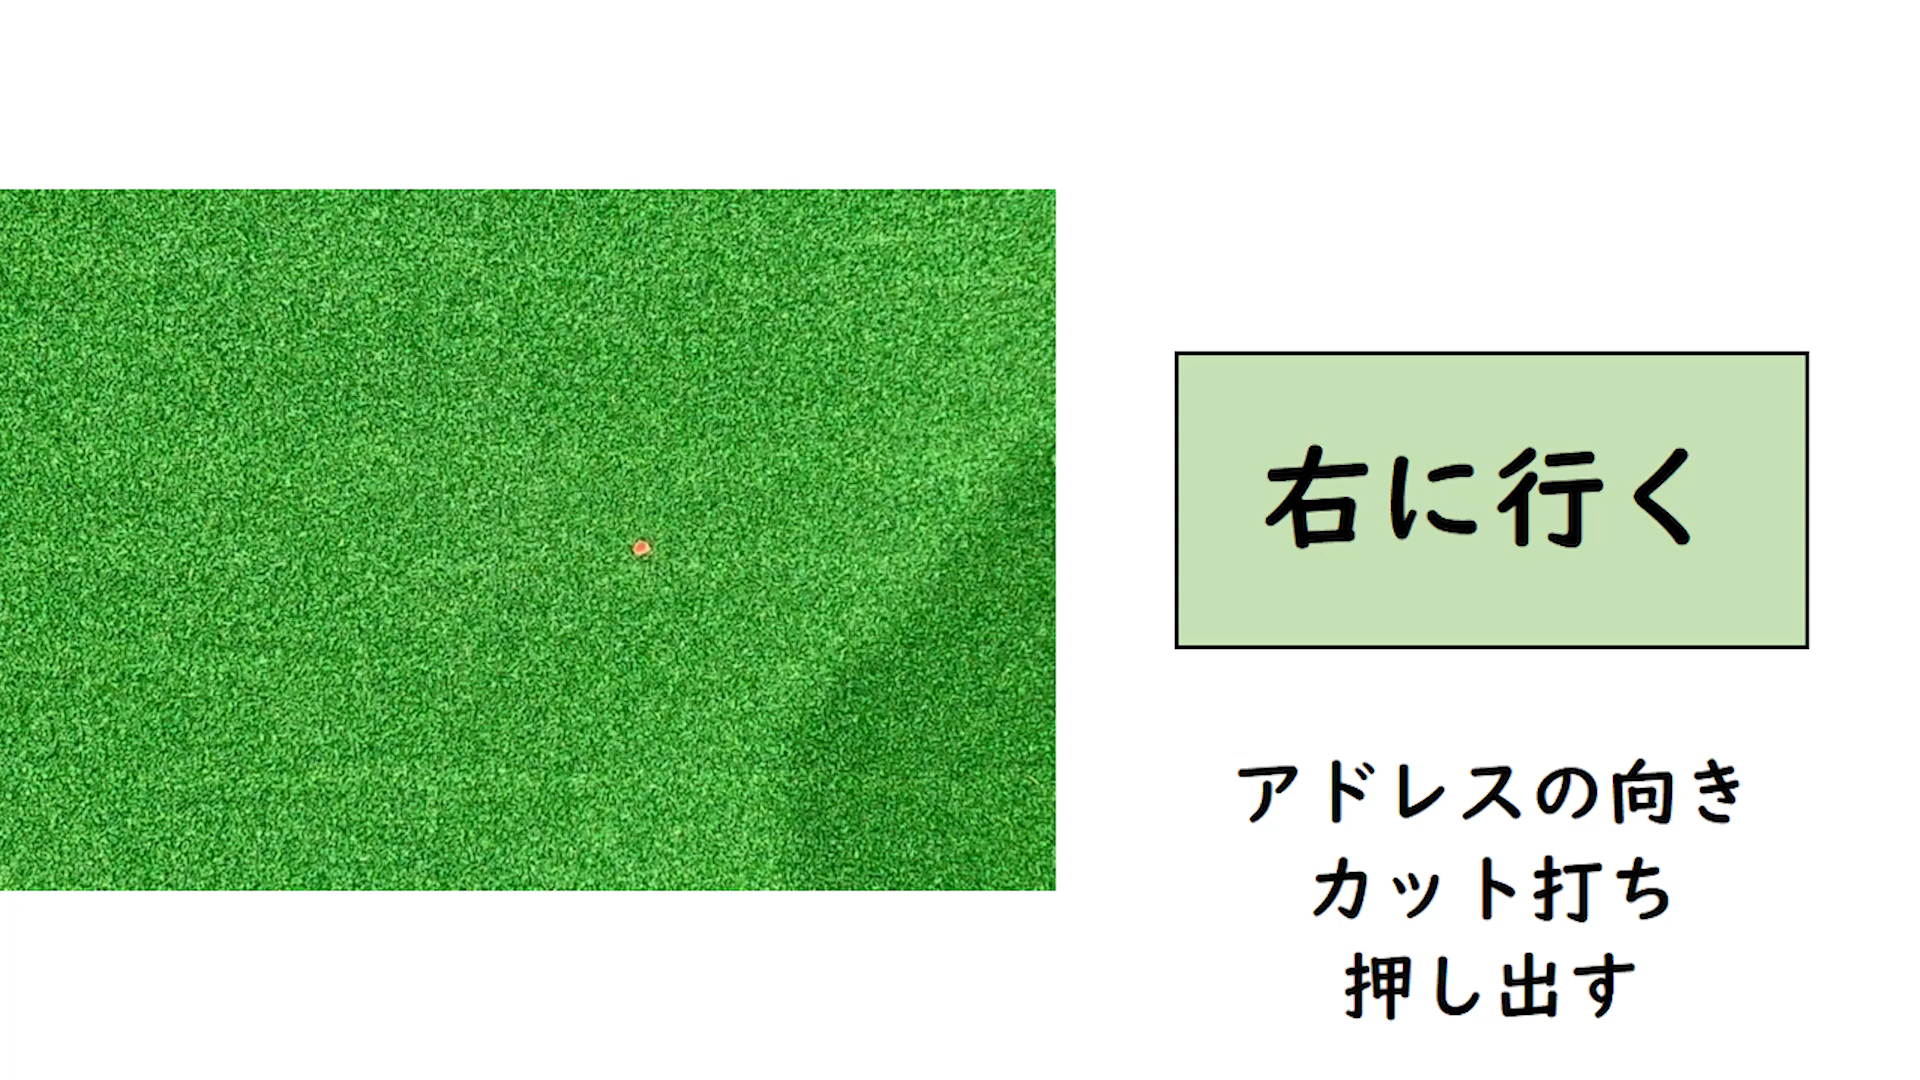 右に行く
アドレスの向き
カット打ち
押し出す